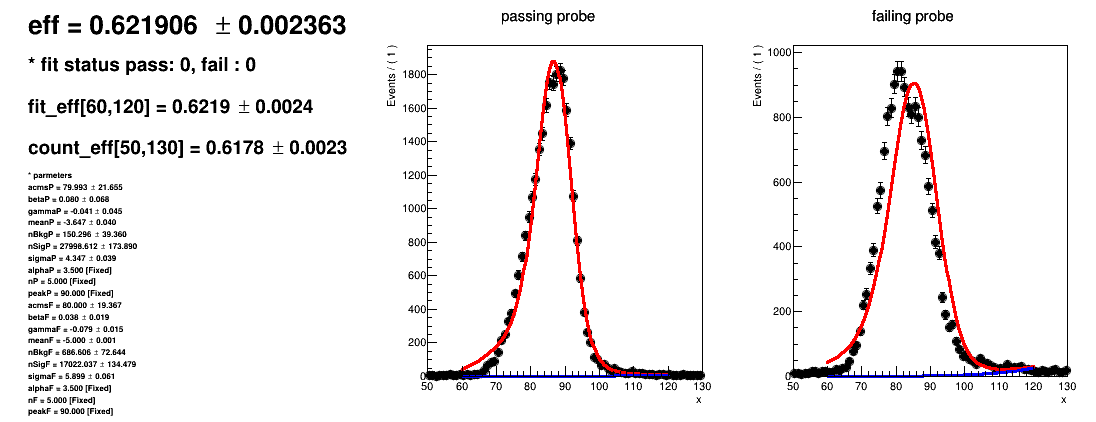 eff = 0.621906 ± 0.002363
* fit status pass: 0, fail : 0
fit_eff[60,120] = 0.6219 ± 0.0024
count_eff[50,130] = 0.6178 ± 0.0023
* parmeters
acmsP = 79.993 ± 21.655
betaP = 0.080 ± 0.068
gammaP = -0.041 ± 0.045
meanP = -3.647 ± 0.040
nBkgP = 150.296 ± 39.360
nSigP = 27998.612 ± 173.890
sigmaP = 4.347 ± 0.039
alphaP = 3.500 [Fixed]
nP = 5.000 [Fixed]
peakP = 90.000 [Fixed]
acmsF = 80.000 ± 19.367
betaF = 0.038 ± 0.019
gammaF = -0.079 ± 0.015
meanF = -5.000 ± 0.001
nBkgF = 686.606 ± 72.644
nSigF = 17022.037 ± 134.479
sigmaF = 5.899 ± 0.061
alphaF = 3.500 [Fixed]
nF = 5.000 [Fixed]
peakF = 90.000 [Fixed]
passing probe
Events / ( 1 )
1800
1600
1400
1200
1000
800
600
400
200
0
50 60 70 80 90 100 110 120 130
x
failing probe
Events / ( 1 )
1000
800
600
400
200
0
50 60 70 80 90 100 110 120 130
x